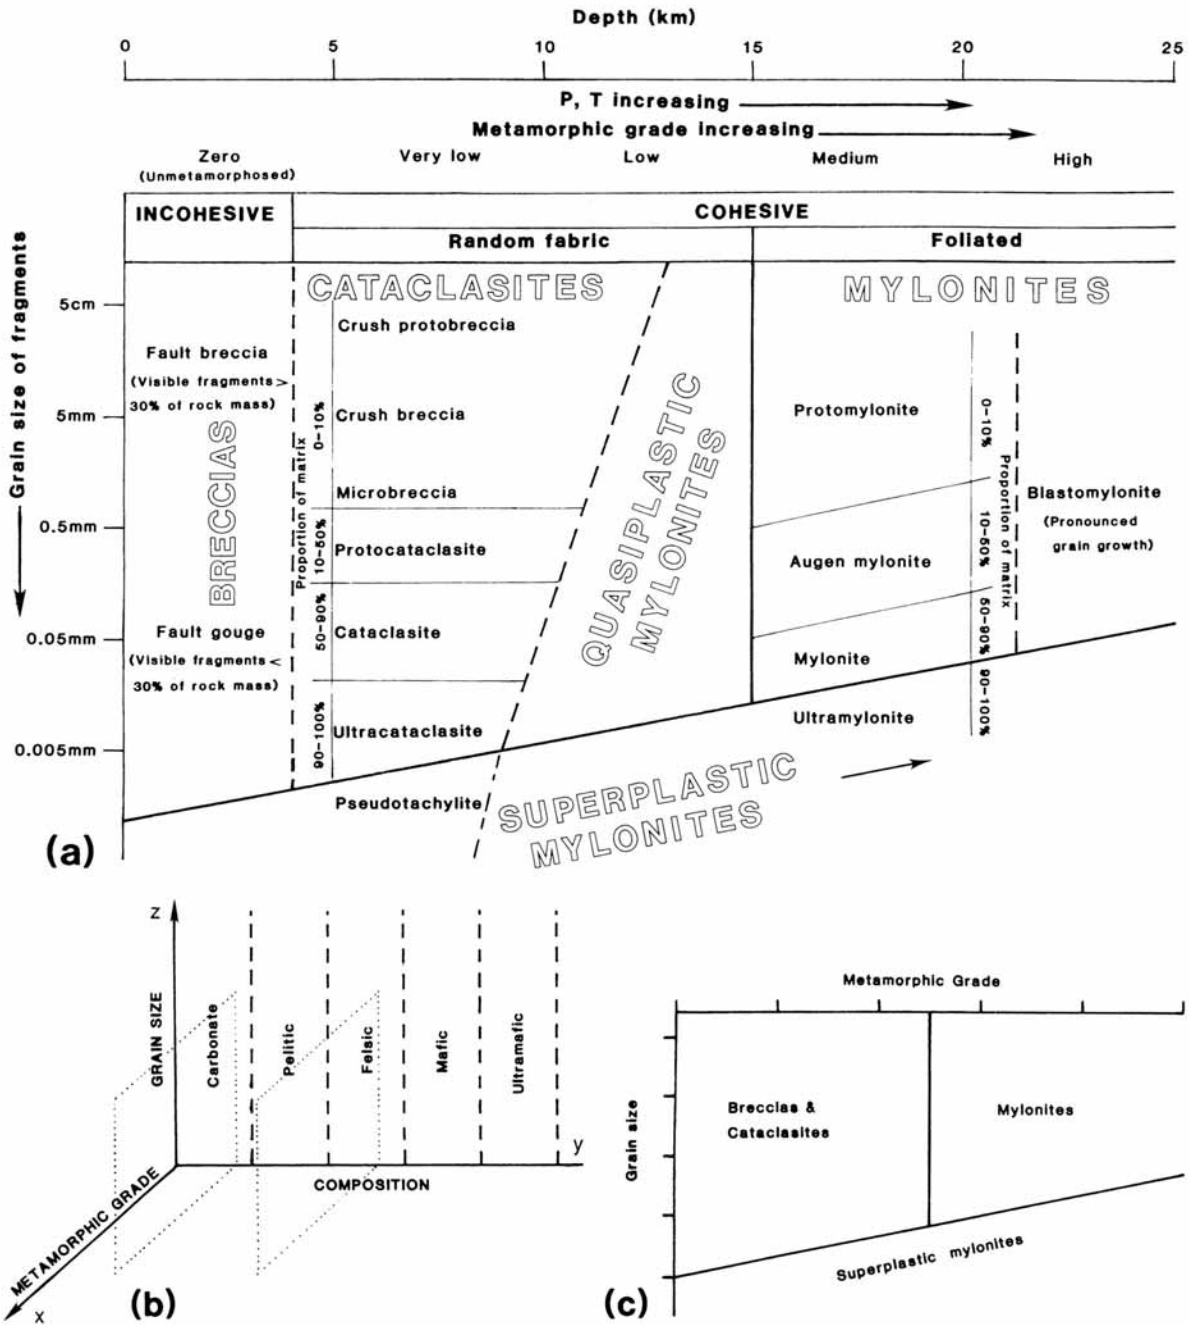 Depth (km)
0 5 10 15 20 25
P, T increasing
Metamorphic grade increasing
Zero Very low Low Medium High
(Unmetamorphosed)
INCOHESIVE
COHESIVE
Random fabric
Foliated
Grain size of fragments
5cm
5mm
0.5mm
0.05mm
0.005mm
BRECCIAS
Fault breccia
(Visible fragments >
30% of rock mass)
Fault gouge
(Visible fragments <
30% of rock mass)
CATACLASITES
Proportion of matrix
0-10%
10-50%
50-90%
90-100%
Crush protobreccia
Crush breccia
Microbreccia
Protocataclasite
Cataclasite
Ultracataclasite
Pseudotachylite
QUASIPLASTIC
MYLONITES
MYLONITES
Protomylonite
Augen mylonite
Mylonite
Ultramylonite
0-10%
10-50%
50-90%
90-100%
Proportion of matrix
Blastomylonite
(Pronounced
grain growth)
SUPERPLASTIC
MYLONITES
(a)
Z
GRAIN SIZE
Carbonate
Pelitic
Felsic
Mafic
Ultramafic
y
COMPOSITION
METAMORPHIC GRADE
X
(b)
Metamorphic Grade
Grain size
Breccias &
Cataclasites
Mylonites
Superplastic mylonites
(c)